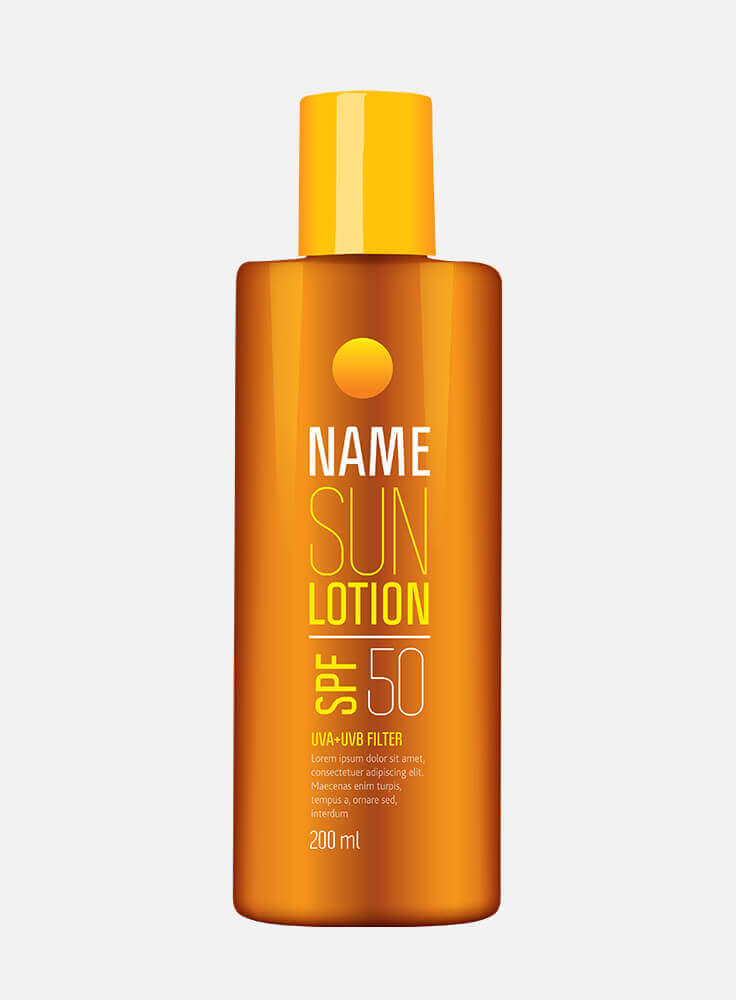 NAME
SUN
LOTION
SPF 50
UVA+UVB FILTER
Lorem ipsum dolor sit amet,
consectetuer adipiscing elit.
Maecenas enim turpis,
tempus a, ornare sed,
interdum
200 ml